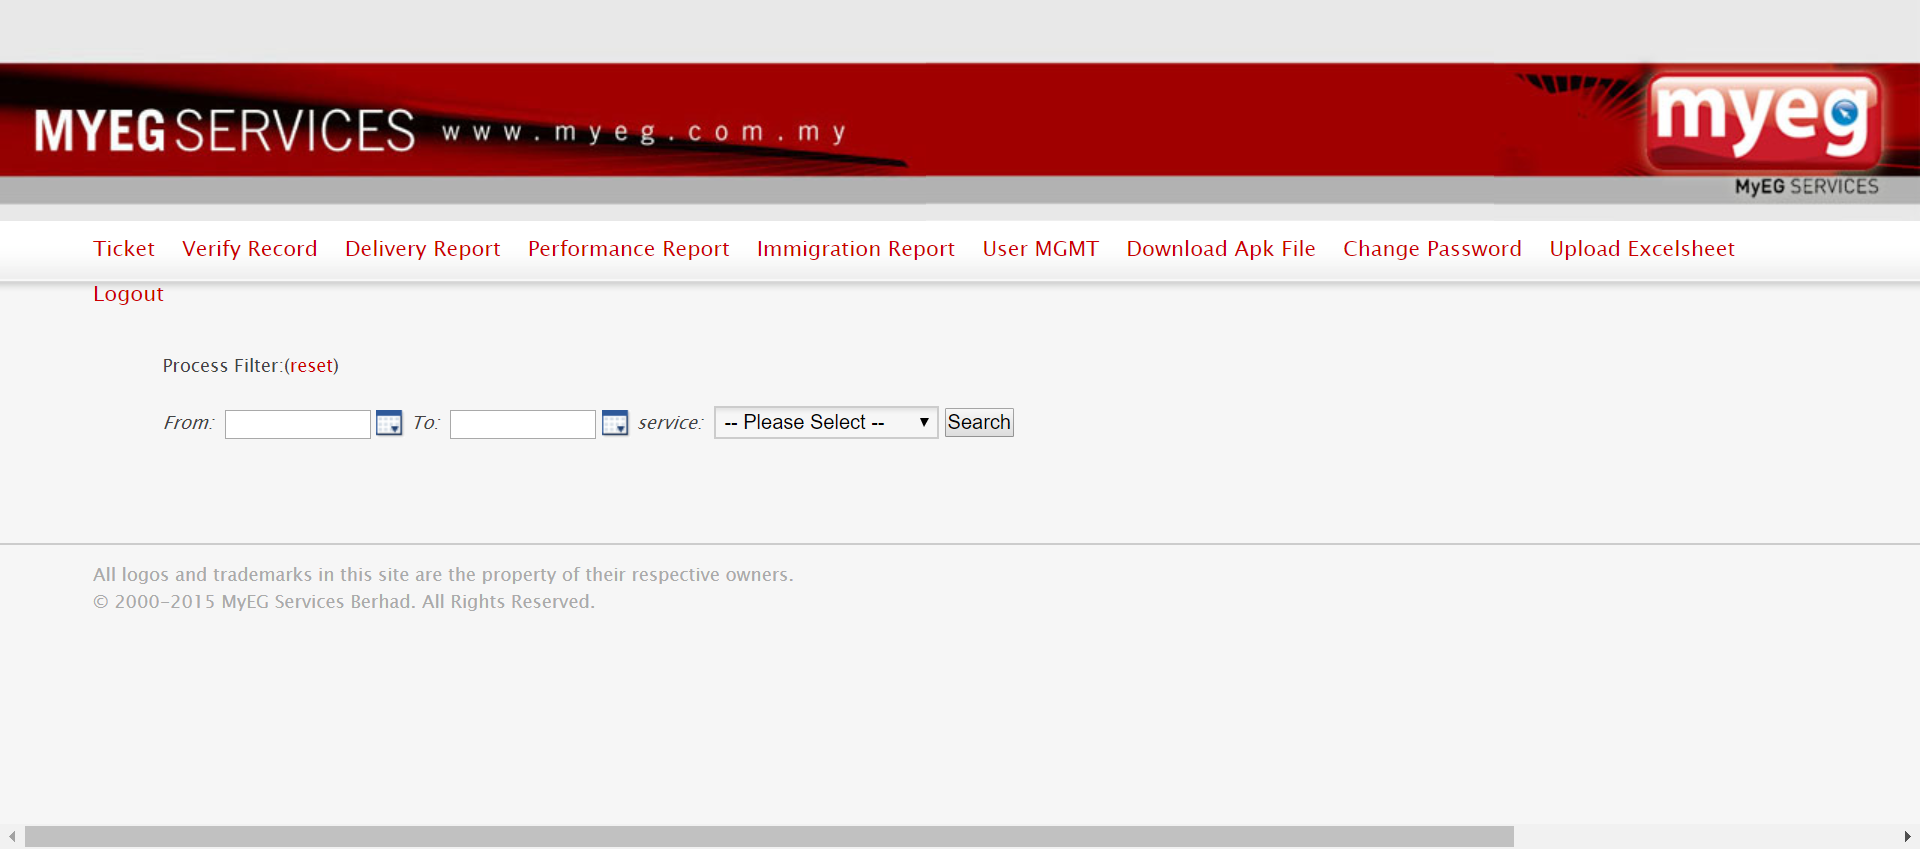 MYEG SERVICES www.myeg.com.my
myeg
MyEG SERVICES
Ticket Verify Record Delivery Report Performance Report Immigration Report User MGMT Download Apk File Change Password Upload Excelsheet
Logout
Process Filter:(reset)
From: To: service: -- Please Select -- Search
All logos and trademarks in this site are the property of their respective owners.
© 2000-2015 MyEG Services Berhad. All Rights Reserved.